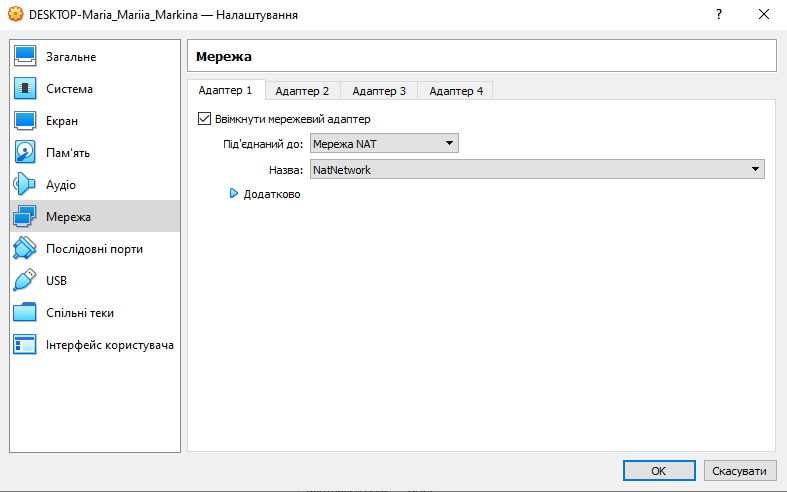 DESKTOP-Maria_Mariia_Markina — Налаштування
?
Загальне
Система
Екран
Пам'ять
Аудіо
Мережа
Послідовні порти
USB
Спільні теки
Інтерфейс користувача
Мережа
Адаптер 1 Адаптер 2 Адаптер 3 Адаптер 4
Ввімкнути мережевий адаптер
Під'єднаний до: Мережа NAT
Назва: NatNetwork
Додатково
OK Скасувати